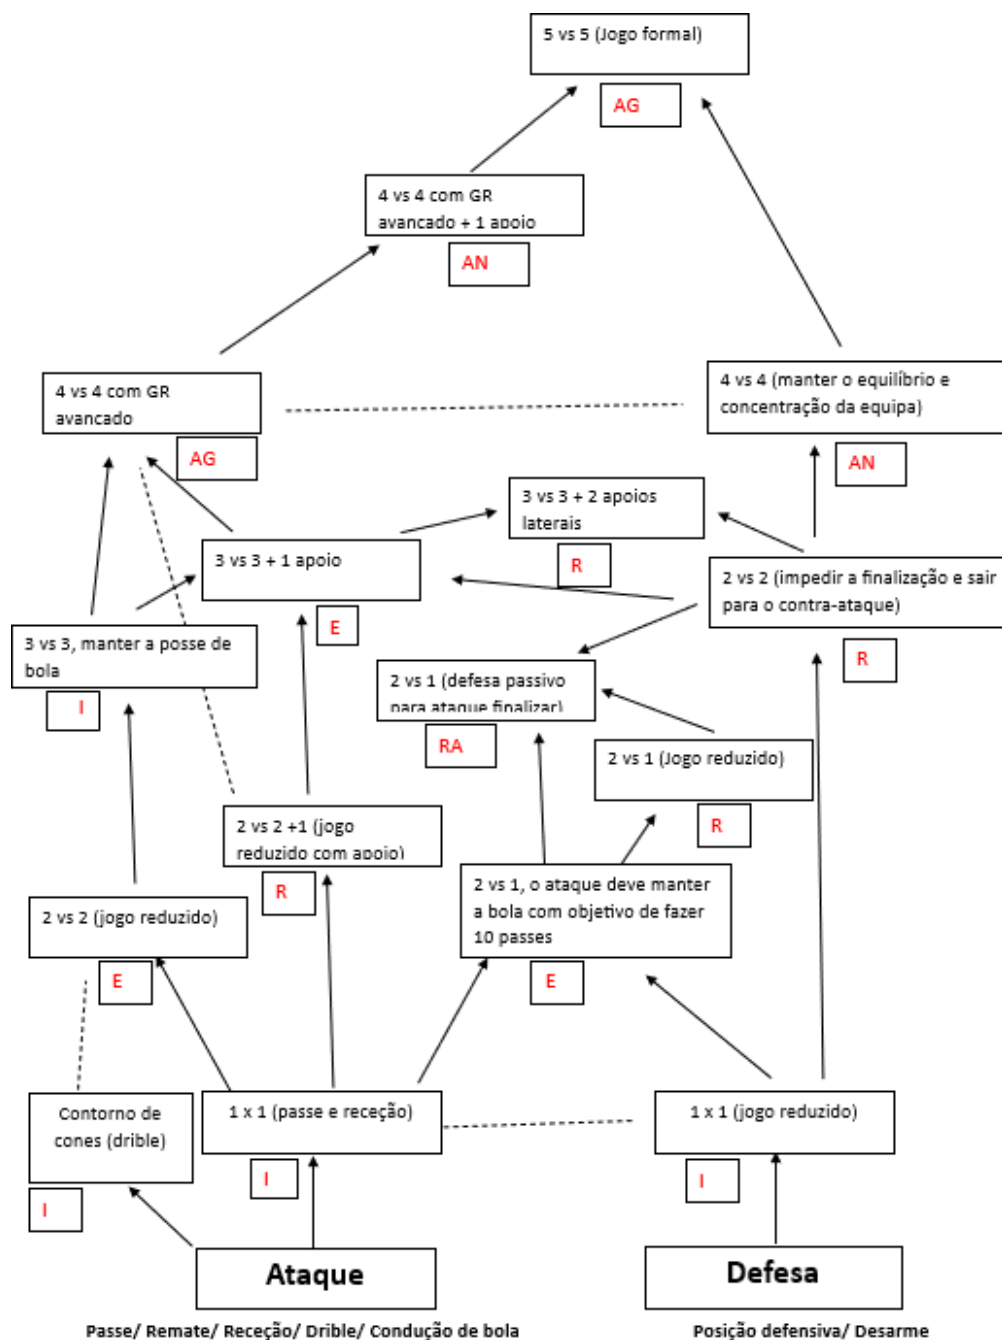 5 vs 5 (Jogo formal)
AG
4 vs 4 com GR
avançado + 1 apoio
AN
4 vs 4 com GR
avançado
AG
4 vs 4 (manter o equilíbrio e
concentração da equipa)
AN
3 vs 3 + 2 apoios
laterais
R
3 vs 3 + 1 apoio
E
2 vs 2 (impedir a finalização e sair
para o contra-ataque)
R
3 vs 3, manter a posse de
bola
I
2 vs 1 (defesa passivo
para ataque finalizar)
RA
2 vs 1 (Jogo reduzido)
R
2 vs 2 +1 (jogo
reduzido com apoio)
R
2 vs 1, o ataque deve manter
a bola com objetivo de fazer
10 passes
E
2 vs 2 (jogo reduzido)
E
Contorno de
cones (drible)
I
1 x 1 (passe e receção)
I
1 x 1 (jogo reduzido)
I
Ataque
Defesa
Passe/ Remate/ Receção/ Drible/ Condução de bola
Posição defensiva/ Desarme